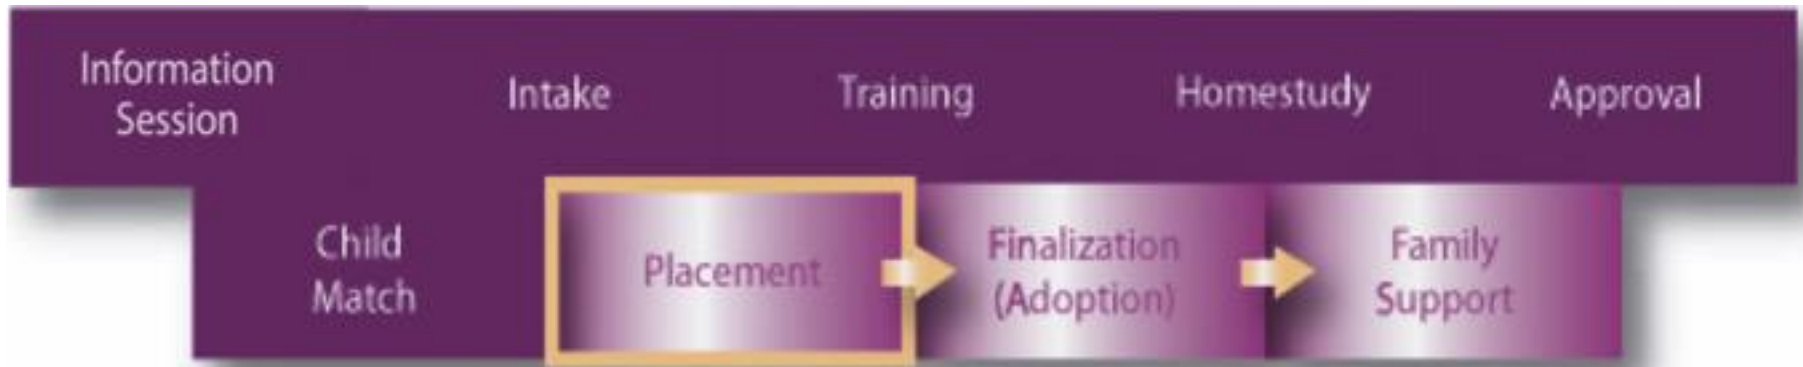 Information
Session
Intake
Training
Homestudy
Approval
Child
Match
Placement
Finalization
(Adoption)
Family
Support